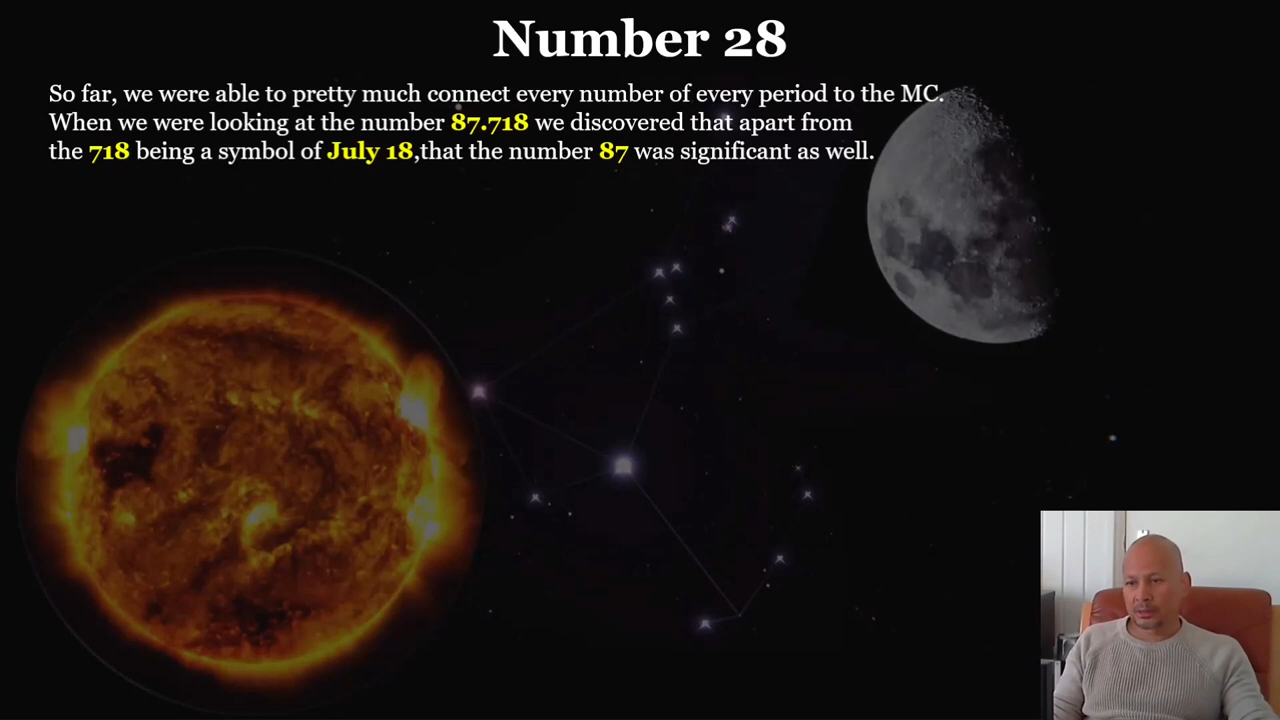 Number 28
So far, we were able to pretty much connect every number of every period to the MC.
When we were looking at the number 87.718 we discovered that apart from
the 718 being a symbol of July 18,that the number 87 was significant as well.